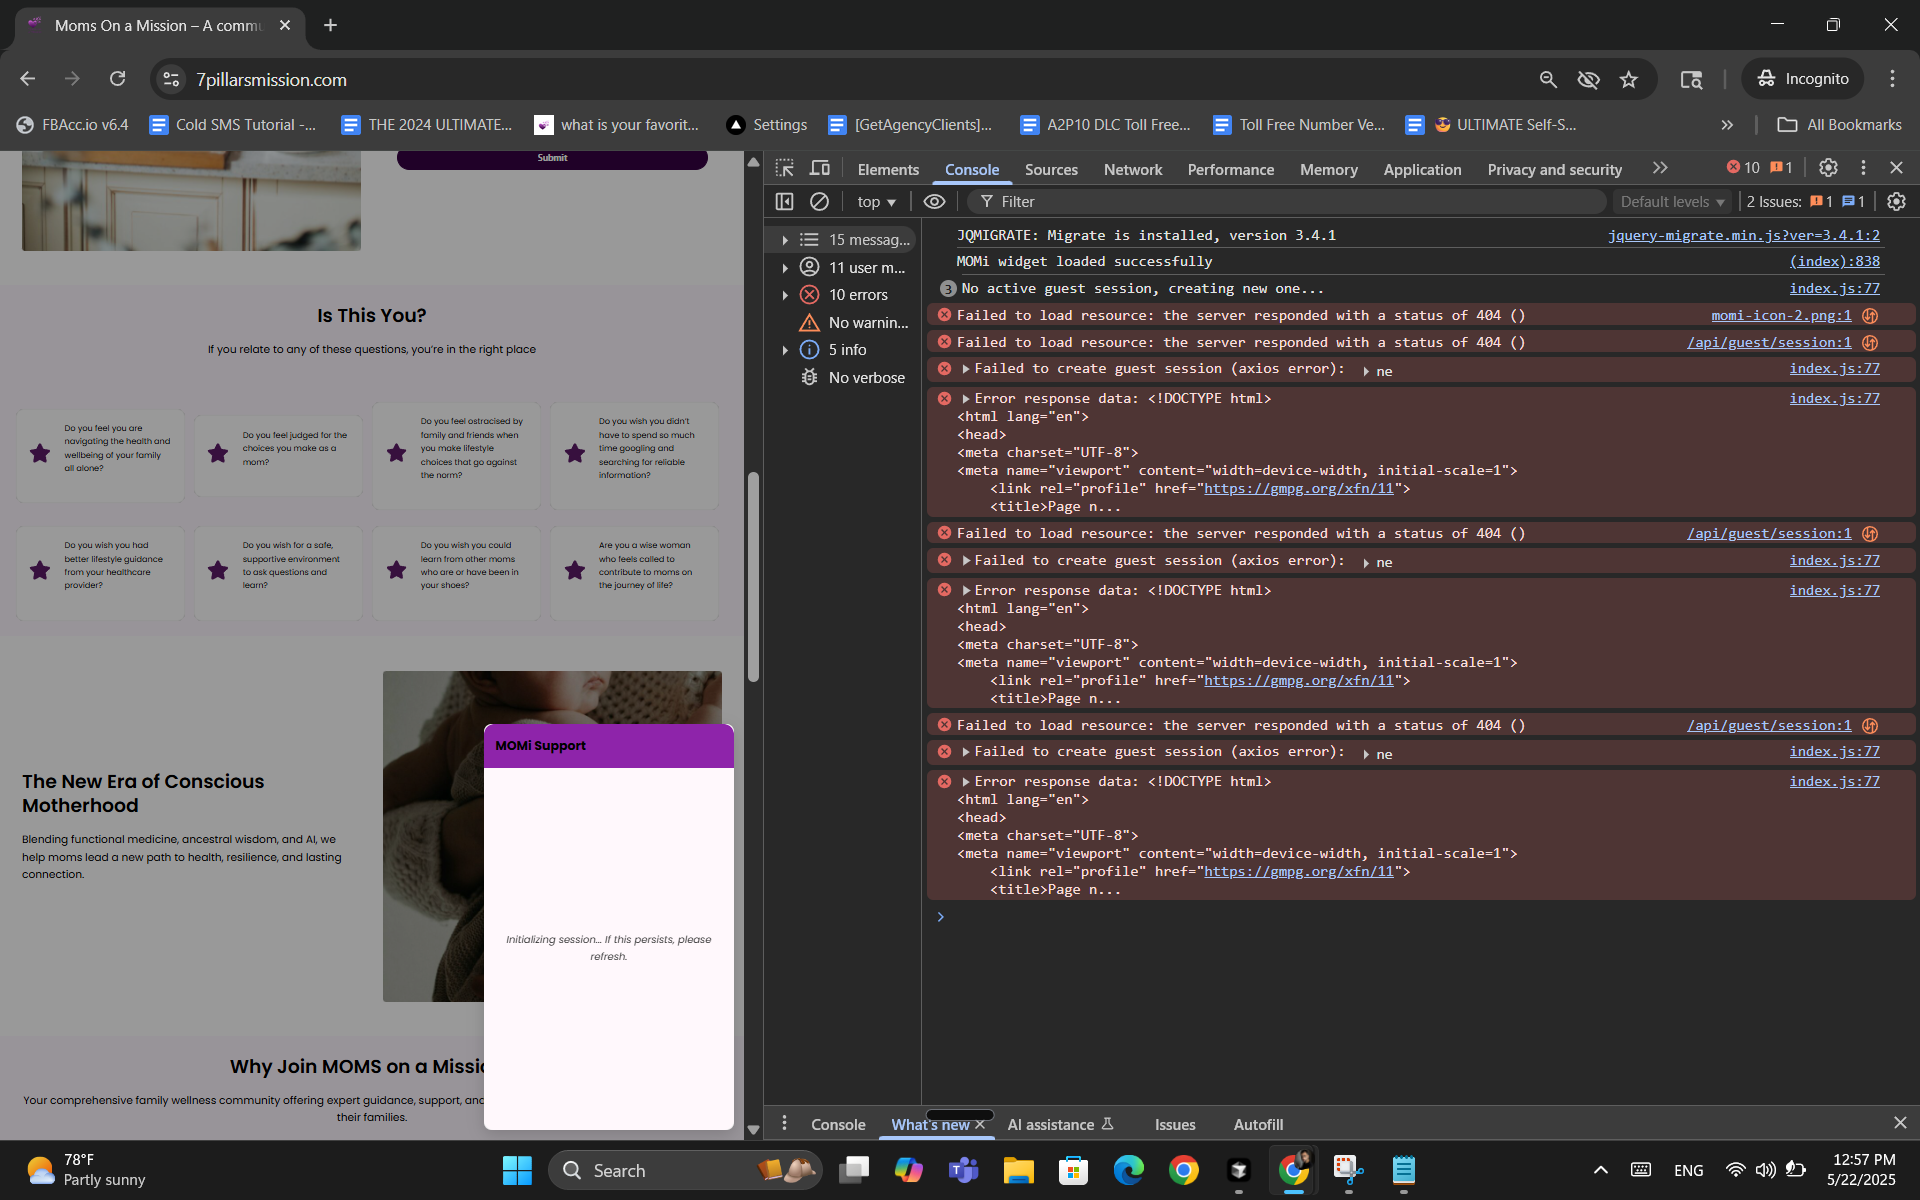 Moms On a Mission – A commu
7pillarsmission.com
Incognito
FBAcc.io v6.4
Cold SMS Tutorial -...
THE 2024 ULTIMATE...
what is your favorit...
Settings
[GetAgencyClients]...
A2P10 DLC Toll Free...
Toll Free Number Ve...
ULTIMATE Self-S...
All Bookmarks
Submit
Is This You?
If you relate to any of these questions, you’re in the right place
Do you feel you are
navigating the health and
wellbeing of your family
all alone?
Do you feel judged for the
choices you make as a
mom?
Do you feel ostracised by
family and friends when
you make lifestyle
choices that go against
the norm?
Do you wish you didn’t
have to spend so much
time googling and
searching for reliable
information?
Do you wish you had
better lifestyle guidance
from your healthcare
provider?
Do you wish for a safe,
supportive environment
to ask questions and
learn?
Do you wish you could
learn from other moms
who are or have been in
your shoes?
Are you a wise woman
who feels called to
contribute to moms on
the journey of life?
The New Era of Conscious
Motherhood
Blending functional medicine, ancestral wisdom, and AI, we
help moms lead a new path to health, resilience, and lasting
connection.
MOMi Support
Initializing session... If this persists, please
refresh.
Why Join MOMS on a Missi
Your comprehensive family wellness community offering expert guidance, support, and
their families.
Elements
Console
Sources
Network
Performance
Memory
Application
Privacy and security
10
1
top
Filter
Default levels
2 Issues:
1
1
15 messag...
11 user m...
10 errors
No warnin...
5 info
No verbose
JQMIGRATE: Migrate is installed, version 3.4.1 jquery-migrate.min.js?ver=3.4.1:2
MOMi widget loaded successfully (index):838
3 No active guest session, creating new one... index.js:77
Failed to load resource: the server responded with a status of 404 () momi-icon-2.png:1
Failed to load resource: the server responded with a status of 404 () /api/guest/session:1
Failed to create guest session (axios error): ne index.js:77
Error response data: <!DOCTYPE html> index.js:77
<html lang="en">
<head>
<meta charset="UTF-8">
<meta name="viewport" content="width=device-width, initial-scale=1">
<link rel="profile" href="https://gmpg.org/xfn/11">
<title>Page n...
Failed to load resource: the server responded with a status of 404 () /api/guest/session:1
Failed to create guest session (axios error): ne index.js:77
Error response data: <!DOCTYPE html> index.js:77
<html lang="en">
<head>
<meta charset="UTF-8">
<meta name="viewport" content="width=device-width, initial-scale=1">
<link rel="profile" href="https://gmpg.org/xfn/11">
<title>Page n...
Failed to load resource: the server responded with a status of 404 () /api/guest/session:1
Failed to create guest session (axios error): ne index.js:77
Error response data: <!DOCTYPE html> index.js:77
<html lang="en">
<head>
<meta charset="UTF-8">
<meta name="viewport" content="width=device-width, initial-scale=1">
<link rel="profile" href="https://gmpg.org/xfn/11">
<title>Page n...
Console
What's new
AI assistance
Issues
Autofill
78°F
Partly sunny
Search
ENG
12:57 PM
5/22/2025